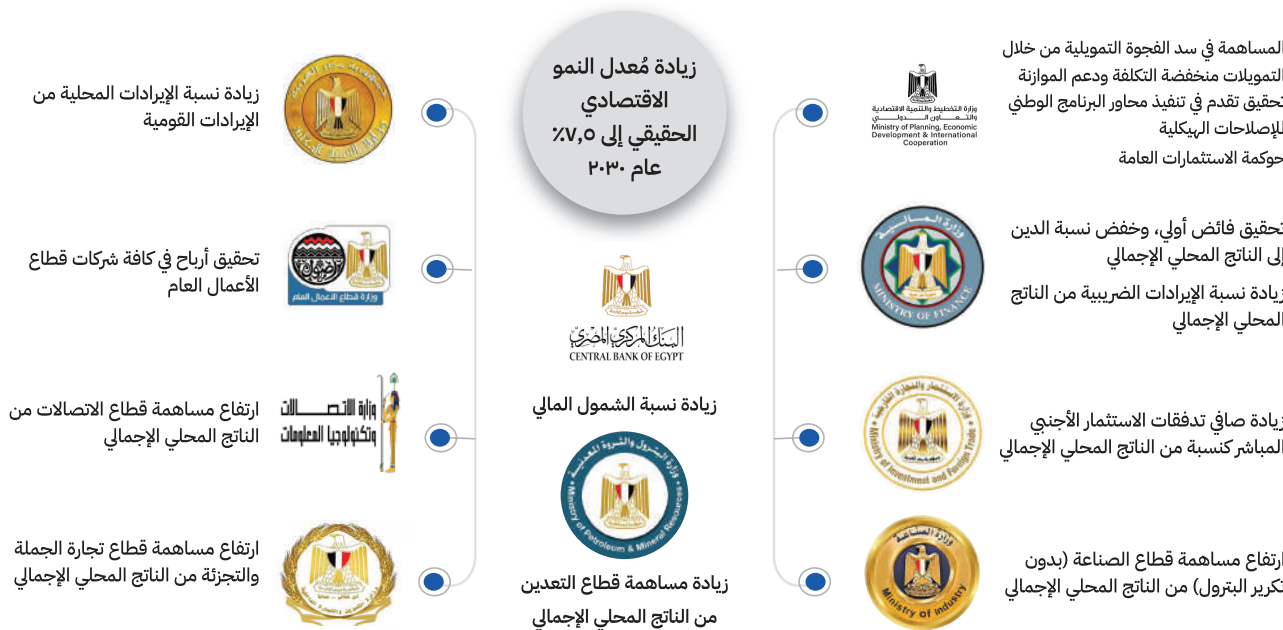 زيادة مُعدل النمو
الاقتصادي
الحقيقي إلى ٧,٥٪
عام ٢٠٣٠
المساهمة في سد الفجوة التمويلية من خلال
التمويلات منخفضة التكلفة ودعم الموازنة
تحقيق تقدم في تنفيذ محاور البرنامج الوطني
للإصلاحات الهيكلية
حوكمة الاستثمارات العامة
وزارة التخطيط والتنمية الاقتصادية
والتعاون الدولي
Ministry of Planning, Economic
Development & International
Cooperation
تحقيق فائض أولي، وخفض نسبة الدين
إلى الناتج المحلي الإجمالي
زيادة نسبة الإيرادات الضريبية من الناتج
المحلي الإجمالي
وزارة المالية
MINISTRY OF FINANCE
زيادة صافي تدفقات الاستثمار الأجنبي
المباشر كنسبة من الناتج المحلي الإجمالي
وزارة الاستثمار والتجارة الخارجية
Ministry of Investment and Foreign Trade
ارتفاع مساهمة قطاع الصناعة (بدون
تكرير البترول) من الناتج المحلي الإجمالي
وزارة الصناعة
Ministry of Industry
البنك المركزي المصري
CENTRAL BANK OF EGYPT
زيادة نسبة الشمول المالي
وزارة البترول والثروة المعدنية
Ministry of Petroleum & Mineral Resources
زيادة مساهمة قطاع التعدين
من الناتج المحلي الإجمالي
جمهورية مصر العربية
زيادة نسبة الإيرادات المحلية من
الإيرادات القومية
وزارة قطاع الأعمال العام
تحقيق أرباح في كافة شركات قطاع
الأعمال العام
وزارة الاتصالات
وتكنولوجيا المعلومات
ارتفاع مساهمة قطاع الاتصالات من
الناتج المحلي الإجمالي
ارتفاع مساهمة قطاع تجارة الجملة
والتجزئة من الناتج المحلي الإجمالي